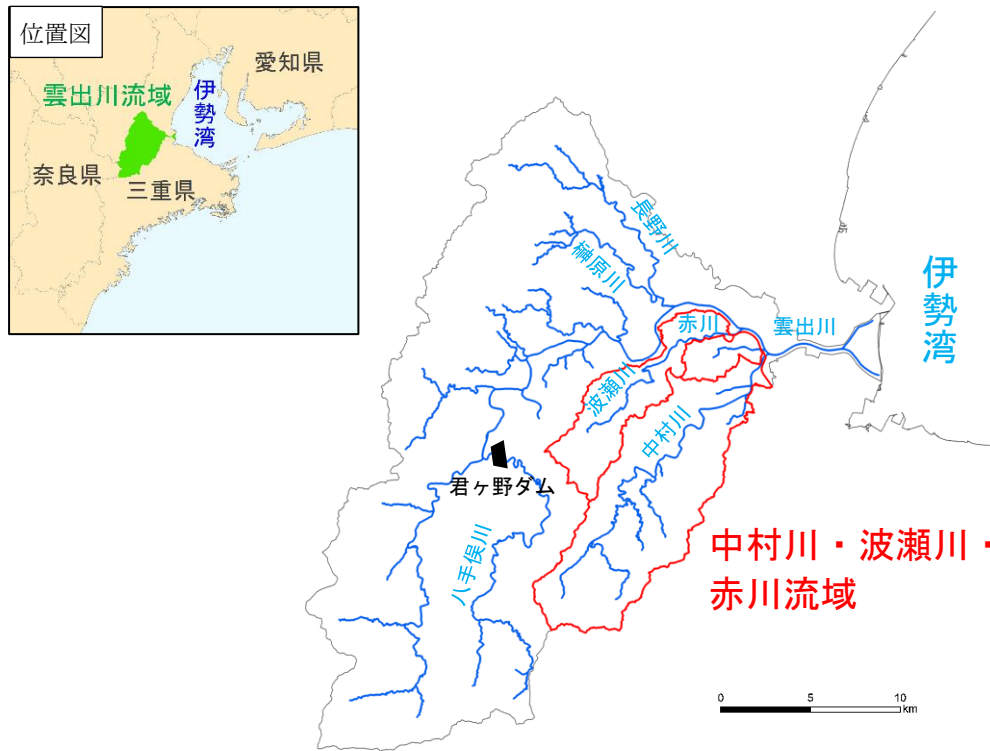 位置図
愛知県
雲出川流域
伊勢湾
奈良県
三重県
長野川
榊原川
赤川
雲出川
伊勢湾
波瀬川
中村川
君ヶ野ダム
八手俣川
中村川・波瀬川・
赤川流域
0 5 10
km